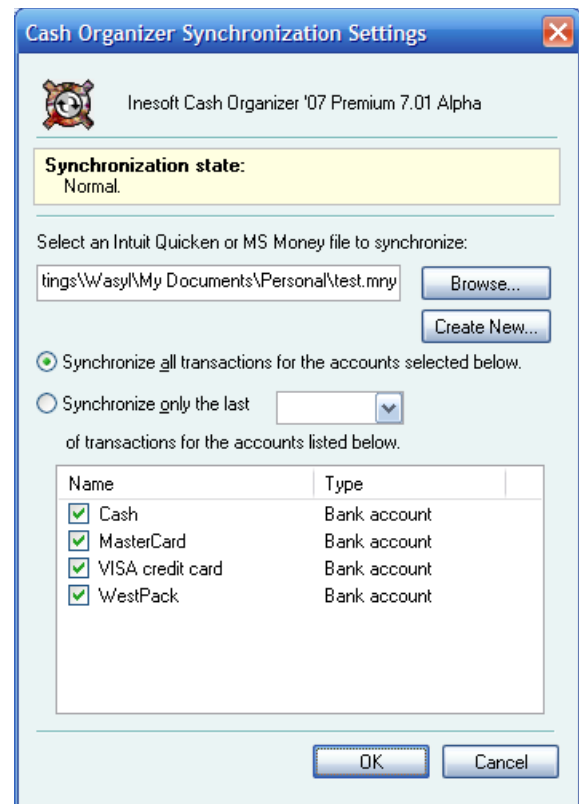 Cash Organizer Synchronization Settings
Inesoft Cash Organizer '07 Premium 7.01 Alpha
Synchronization state:
Normal.
Select an Intuit Quicken or MS Money file to synchronize:
tings\Wasyl\My Documents\Personal\test.mny Browse...
Create New...
Synchronize all transactions for the accounts selected below.
Synchronize only the last
of transactions for the accounts listed below.
Name Type
Cash Bank account
MasterCard Bank account
VISA credit card Bank account
WestPack Bank account
OK Cancel